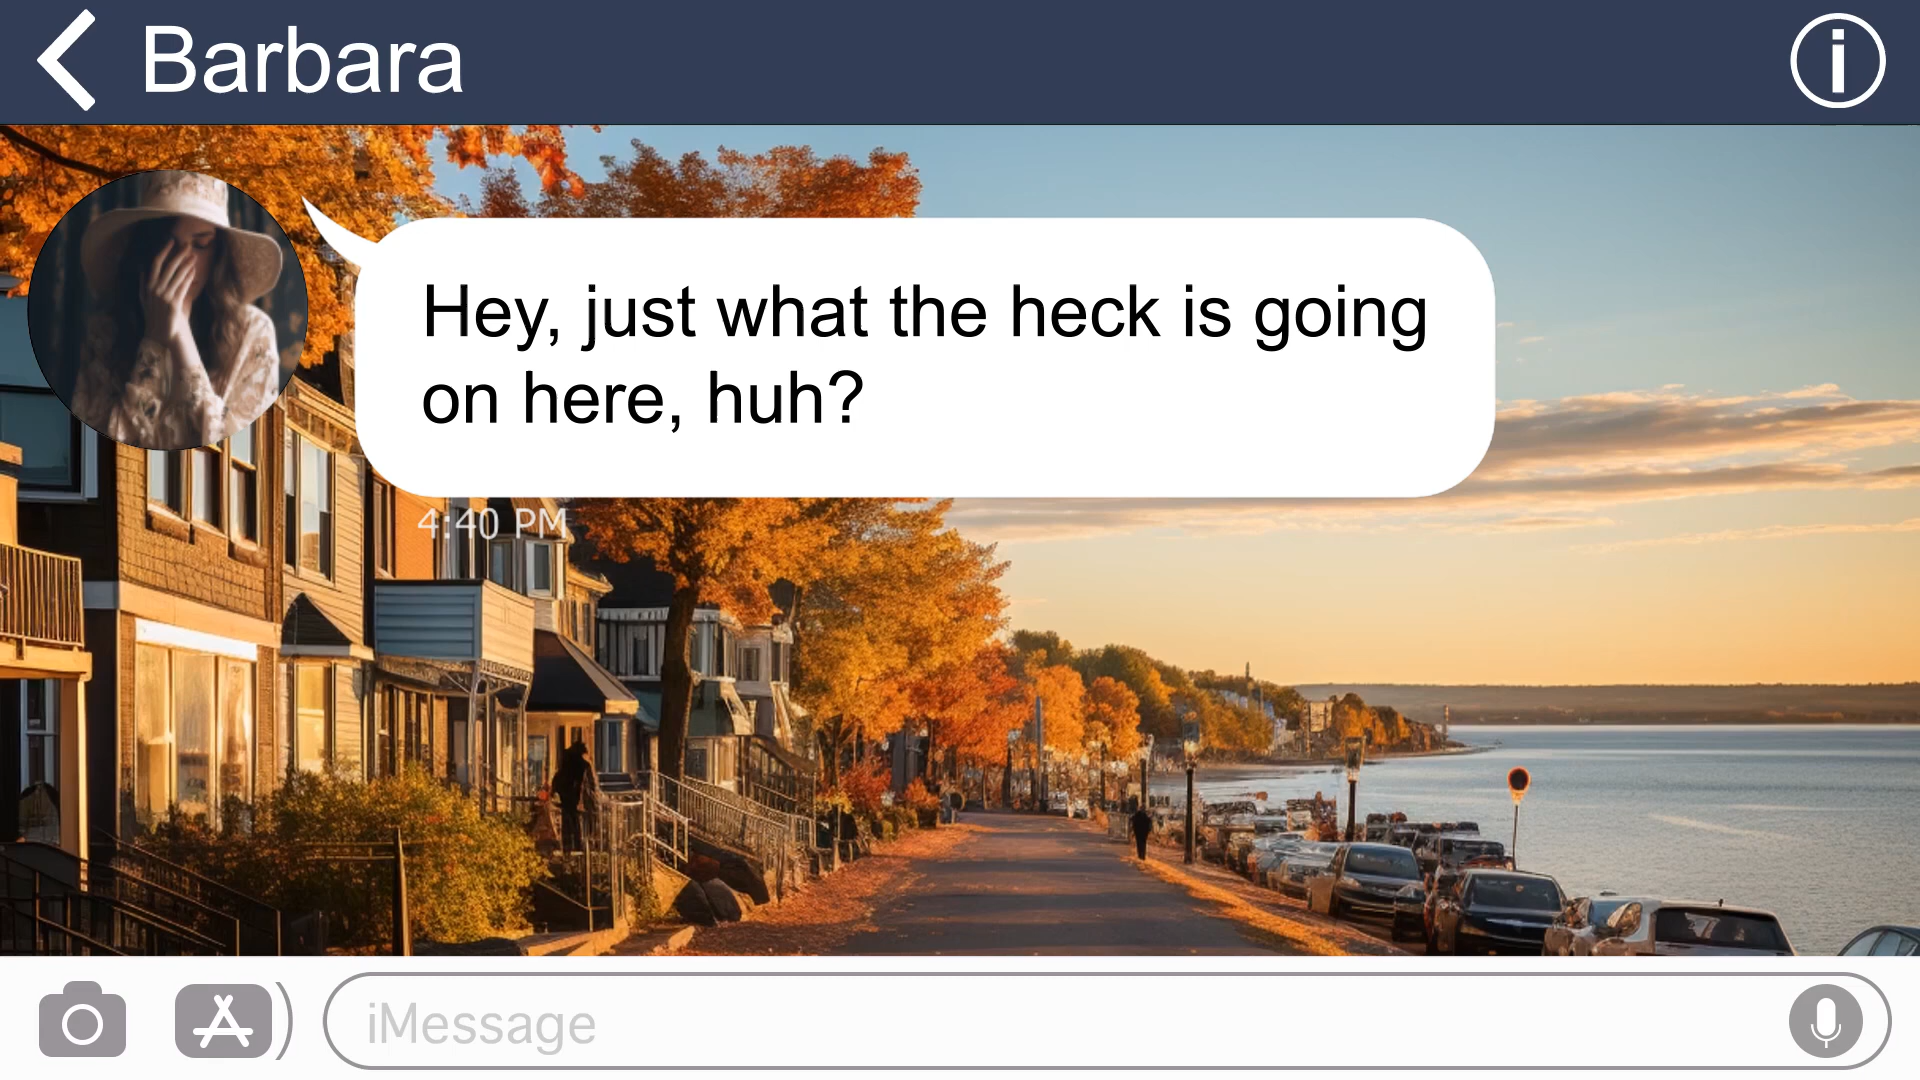 Barbara
Hey, just what the heck is going
on here, huh?
4:40 PM
iMessage